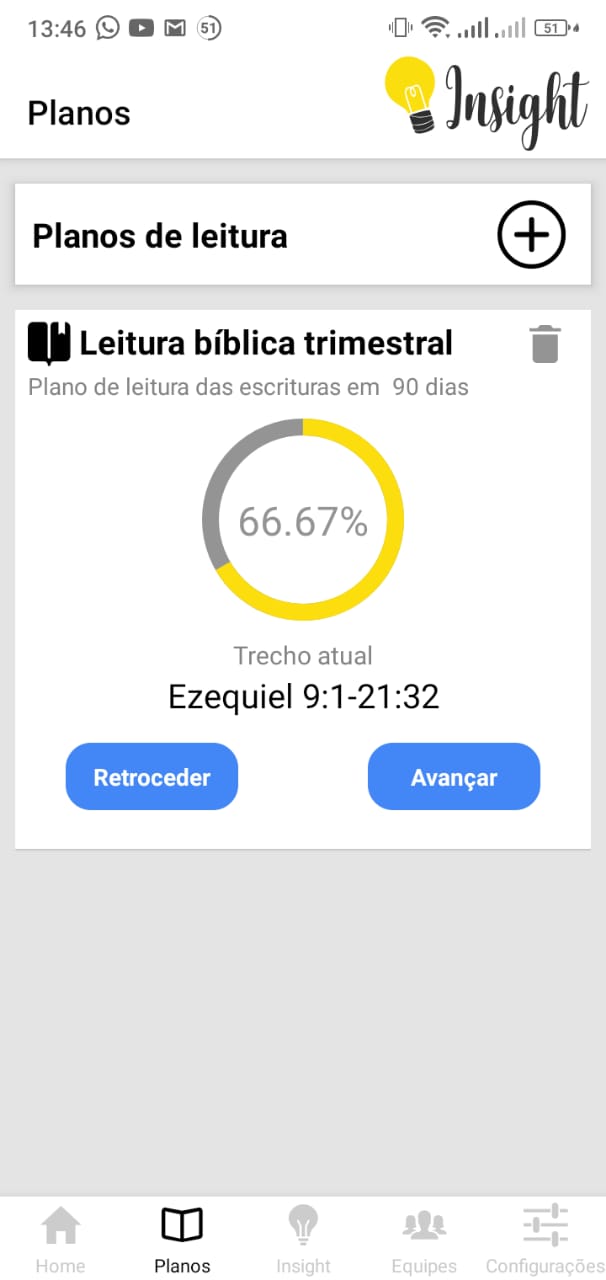 13:46 51 51
Insight
Planos
Planos de leitura
Leitura bíblica trimestral
Plano de leitura das escrituras em 90 dias
66.67%
Trecho atual
Ezequiel 9:1-21:32
Retroceder Avançar
Home Planos Insight Equipes Configurações